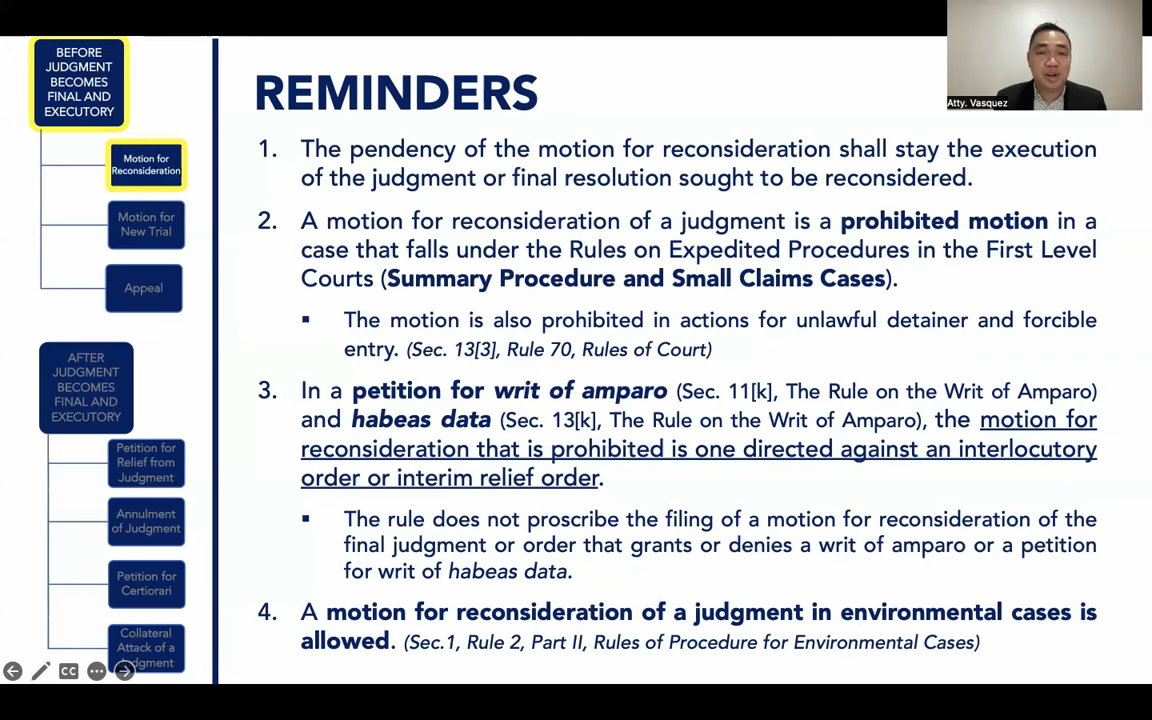 BEFORE
JUDGMENT
BECOMES
FINAL AND
EXECUTORY
Motion for
Reconsideration
Motion for
New Trial
Appeal
AFTER
JUDGMENT
BECOMES
FINAL AND
EXECUTORY
Petition for
Relief from
Judgment
Annulment
of Judgment
Petition for
Certiorari
Collateral
Attack of a
Judgment
CC
REMINDERS
Atty. Vasquez
1. The pendency of the motion for reconsideration shall stay the execution
of the judgment or final resolution sought to be reconsidered.
2. A motion for reconsideration of a judgment is a prohibited motion in a
case that falls under the Rules on Expedited Procedures in the First Level
Courts (Summary Procedure and Small Claims Cases).
▪ The motion is also prohibited in actions for unlawful detainer and forcible
entry. (Sec. 13[3], Rule 70, Rules of Court)
3. In a petition for writ of amparo (Sec. 11[k], The Rule on the Writ of Amparo)
and habeas data (Sec. 13[k], The Rule on the Writ of Amparo), the motion for
reconsideration that is prohibited is one directed against an interlocutory
order or interim relief order.
▪ The rule does not proscribe the filing of a motion for reconsideration of the
final judgment or order that grants or denies a writ of amparo or a petition
for writ of habeas data.
4. A motion for reconsideration of a judgment in environmental cases is
allowed. (Sec.1, Rule 2, Part II, Rules of Procedure for Environmental Cases)